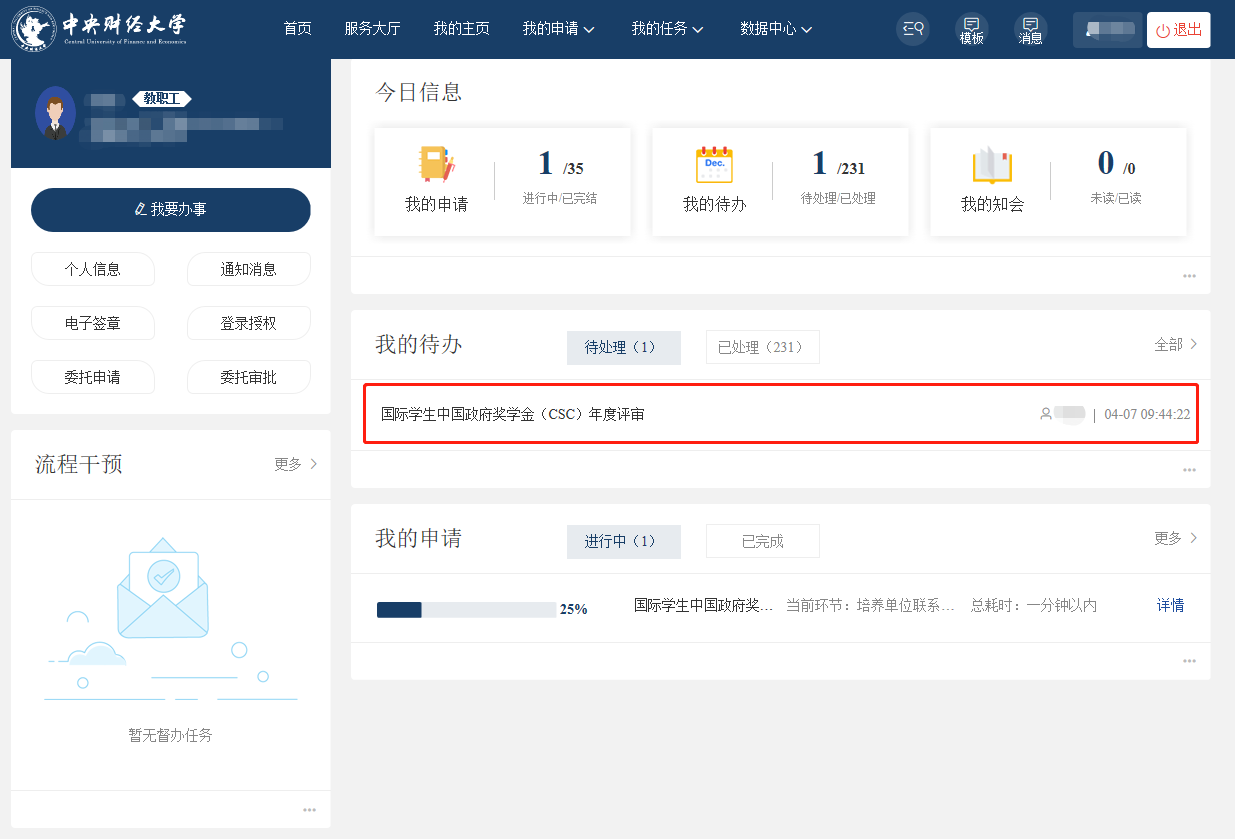 中央财经大学
Central University of Finance and Economics
首页 服务大厅 我的主页 我的申请 我的任务 数据中心 模板 消息 退出
教职工
我要办事
个人信息 通知消息
电子签章 登录授权
委托申请 委托审批
流程干预 更多
暂无督办任务
今日信息
1 /35
我的申请 进行中/已完结
Dec.
1 /231
我的待办 待处理/已处理
0 /0
我的知会 未读/已读
我的待办 待处理（1） 已处理（231） 全部
国际学生中国政府奖学金（CSC）年度评审 | 04-07 09:44:22
我的申请 进行中（1） 已完成 更多
25% 国际学生中国政府奖... 当前环节：培养单位联系... 总耗时：一分钟以内 详情